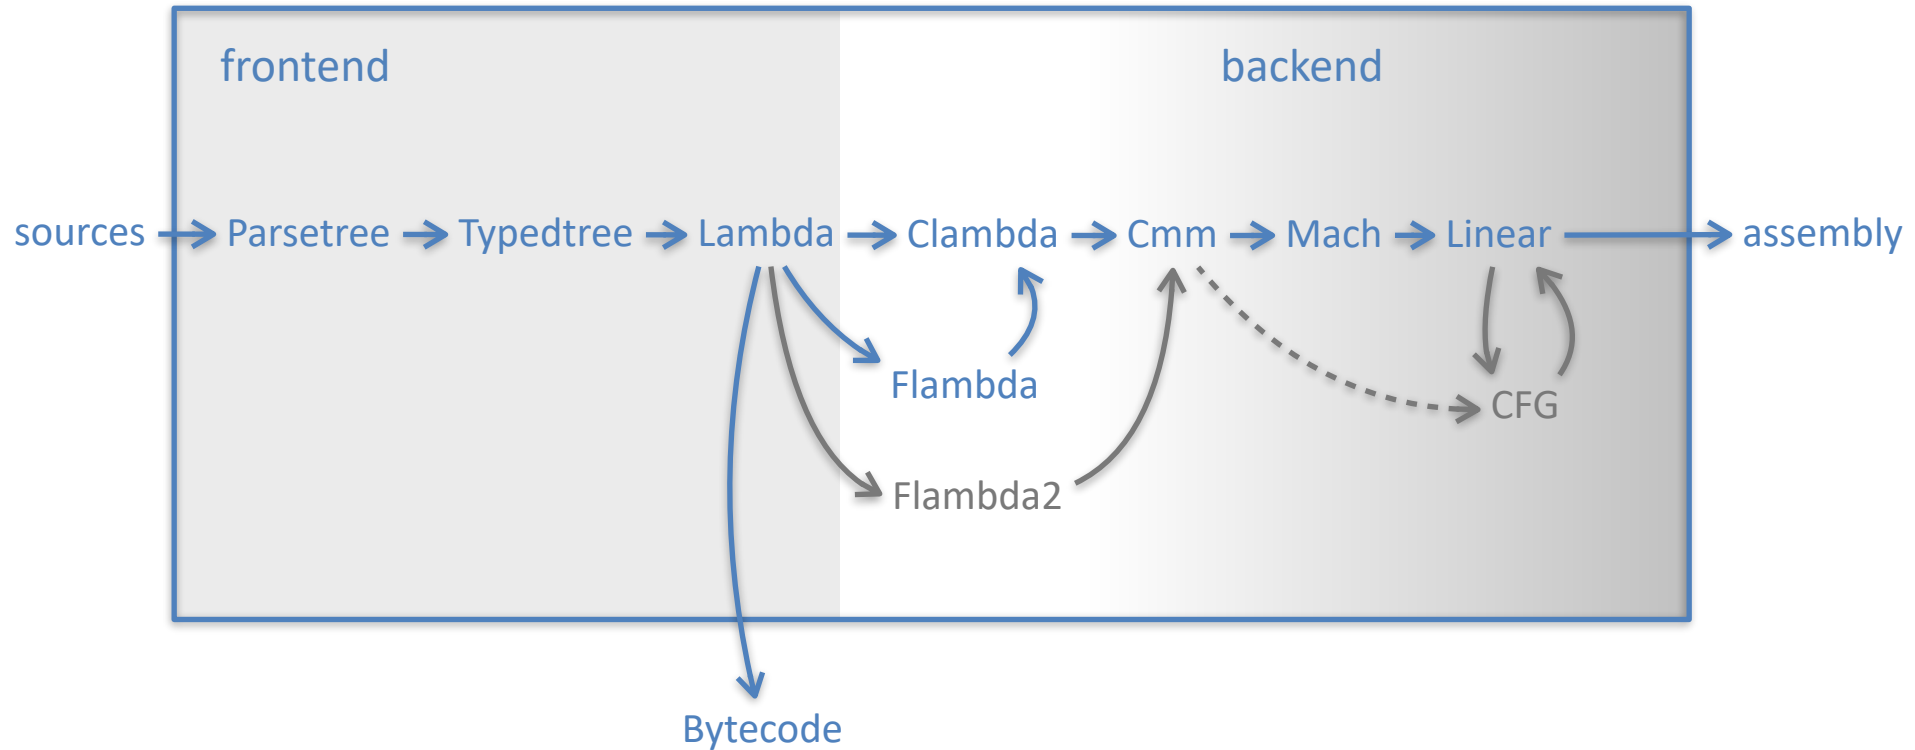 frontend
backend
sources
Parsetree
Typedtree
Lambda
Clambda
Cmm
Mach
Linear
assembly
Flambda
CFG
Flambda2
Bytecode